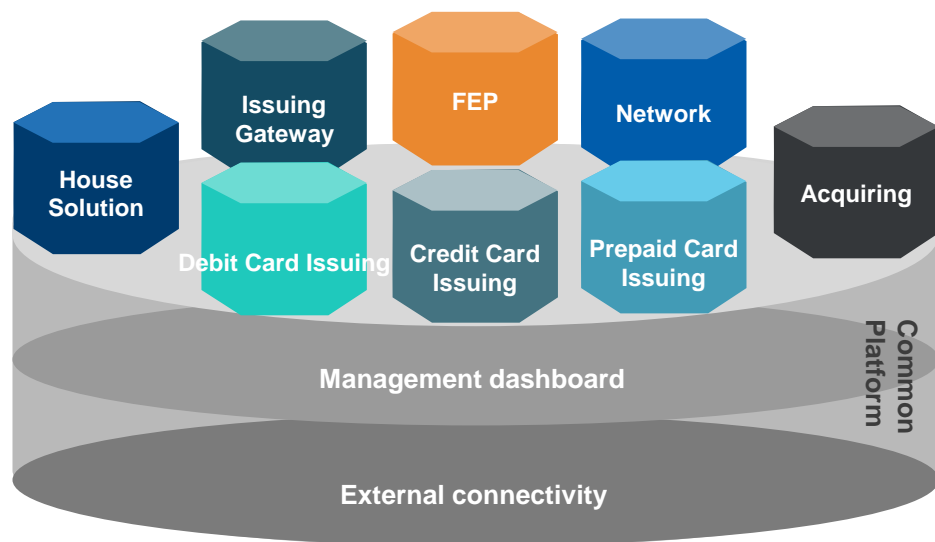 FEP
Issuing
Gateway
Network
House
Solution
Acquiring
Debit Card Issuing
Credit Card
Issuing
Prepaid Card
Issuing
Common
Platform
Management dashboard
External connectivity